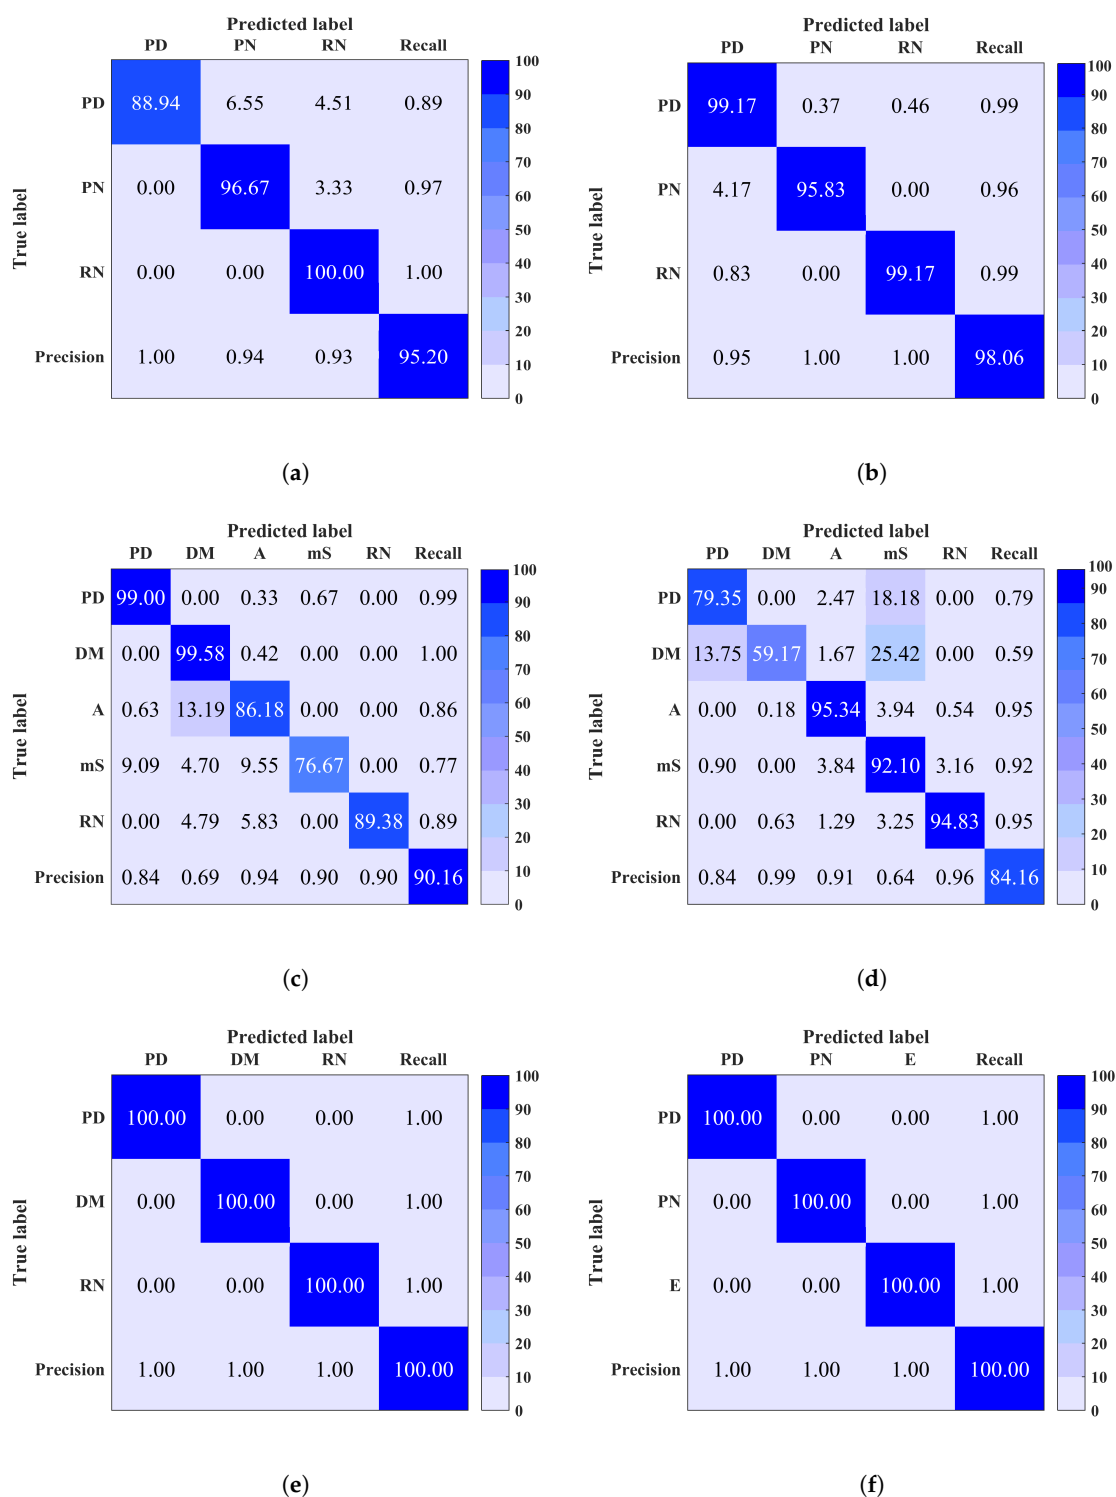 Predicted label
PD PN RN Recall
PD 88.94 6.55 4.51 0.89
PN 0.00 96.67 3.33 0.97
RN 0.00 0.00 100.00 1.00
Precision 1.00 0.94 0.93 95.20
True label
100
90
80
70
60
50
40
30
20
10
0
(a)
Predicted label
PD PN RN Recall
PD 99.17 0.37 0.46 0.99
PN 4.17 95.83 0.00 0.96
RN 0.83 0.00 99.17 0.99
Precision 0.95 1.00 1.00 98.06
True label
100
90
80
70
60
50
40
30
20
10
0
(b)
Predicted label
PD DM A mS RN Recall
PD 99.00 0.00 0.33 0.67 0.00 0.99
DM 0.00 99.58 0.42 0.00 0.00 1.00
A 0.63 13.19 86.18 0.00 0.00 0.86
mS 9.09 4.70 9.55 76.67 0.00 0.77
RN 0.00 4.79 5.83 0.00 89.38 0.89
Precision 0.84 0.69 0.94 0.90 0.90 90.16
True label
100
90
80
70
60
50
40
30
20
10
0
(c)
Predicted label
PD DM A mS RN Recall
PD 79.35 0.00 2.47 18.18 0.00 0.79
DM 13.75 59.17 1.67 25.42 0.00 0.59
A 0.00 0.18 95.34 3.94 0.54 0.95
mS 0.90 0.00 3.84 92.10 3.16 0.92
RN 0.00 0.63 1.29 3.25 94.83 0.95
Precision 0.84 0.99 0.91 0.64 0.96 84.16
True label
100
90
80
70
60
50
40
30
20
10
0
(d)
Predicted label
PD DM RN Recall
PD 100.00 0.00 0.00 1.00
DM 0.00 100.00 0.00 1.00
RN 0.00 0.00 100.00 1.00
Precision 1.00 1.00 1.00 100.00
True label
100
90
80
70
60
50
40
30
20
10
0
(e)
Predicted label
PD PN E Recall
PD 100.00 0.00 0.00 1.00
PN 0.00 100.00 0.00 1.00
E 0.00 0.00 100.00 1.00
Precision 1.00 1.00 1.00 100.00
True label
100
90
80
70
60
50
40
30
20
10
0
(f)